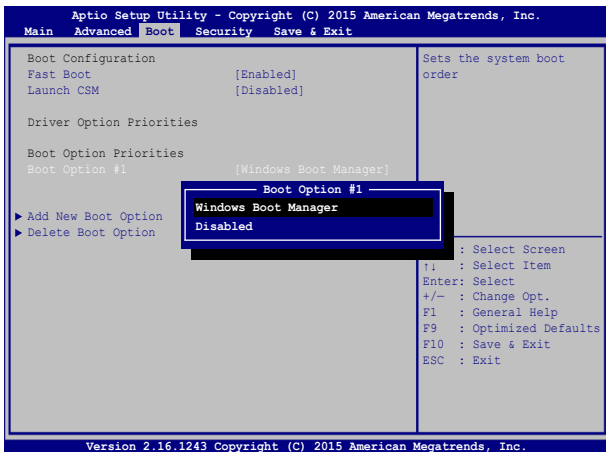 Aptio Setup Utility - Copyright (C) 2015 American Megatrends, Inc.
Main Advanced Boot Security Save & Exit
Boot Configuration
Fast Boot [Enabled]
Launch CSM [Disabled]
Driver Option Priorities
Boot Option Priorities
Boot Option #1 [Windows Boot Manager]
Boot Option #1
Windows Boot Manager
Disabled
▶ Add New Boot Option
▶ Delete Boot Option
Sets the system boot
order
: Select Screen
↑↓ : Select Item
Enter: Select
+/— : Change Opt.
F1 : General Help
F9 : Optimized Defaults
F10 : Save & Exit
ESC : Exit
Version 2.16.1243 Copyright (C) 2015 American Megatrends, Inc.